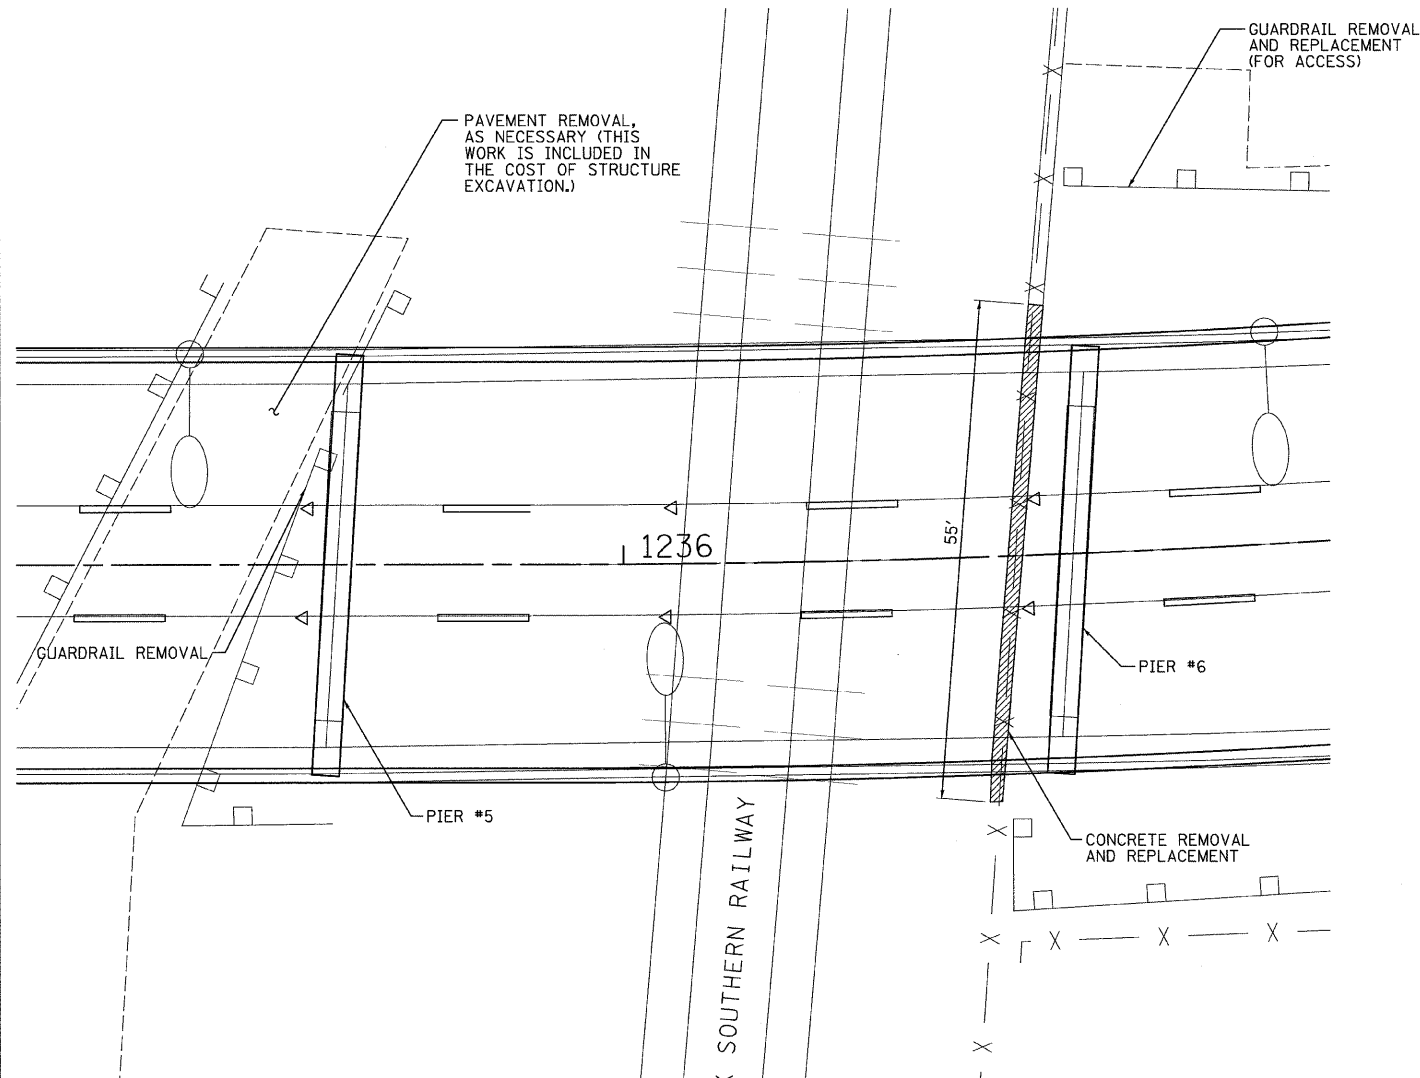 GUARDRAIL REMOVAL
AND REPLACEMENT
(FOR ACCESS)
PAVEMENT REMOVAL,
AS NECESSARY (THIS
WORK IS INCLUDED IN
THE COST OF STRUCTURE
EXCAVATION.)
1236
55'
GUARDRAIL REMOVAL
PIER #6
PIER #5
CONCRETE REMOVAL
AND REPLACEMENT
SOUTHERN RAILWAY